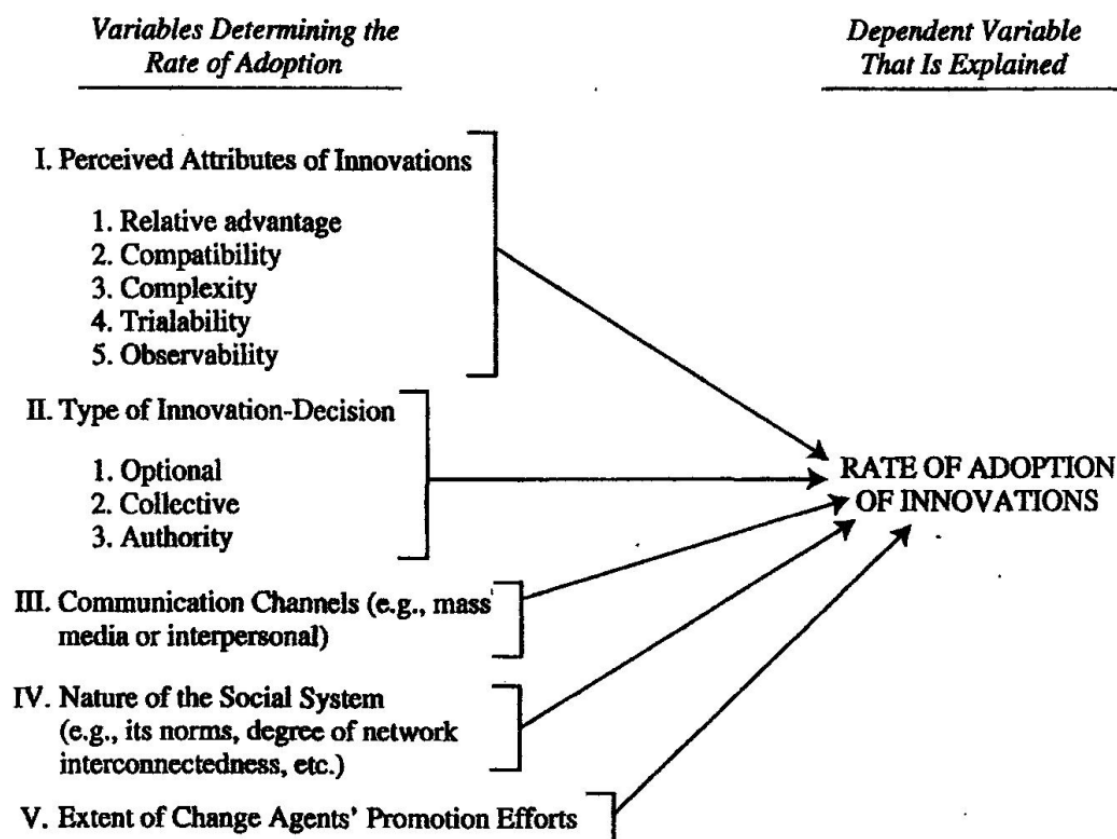 Variables Determining the
Rate of Adoption
Dependent Variable
That Is Explained
I. Perceived Attributes of Innovations
1. Relative advantage
2. Compatibility
3. Complexity
4. Trialability
5. Observability
II. Type of Innovation-Decision
1. Optional
2. Collective
3. Authority
III. Communication Channels (e.g., mass
media or interpersonal)
IV. Nature of the Social System
(e.g., its norms, degree of network
interconnectedness, etc.)
V. Extent of Change Agents' Promotion Efforts
RATE OF ADOPTION
OF INNOVATIONS